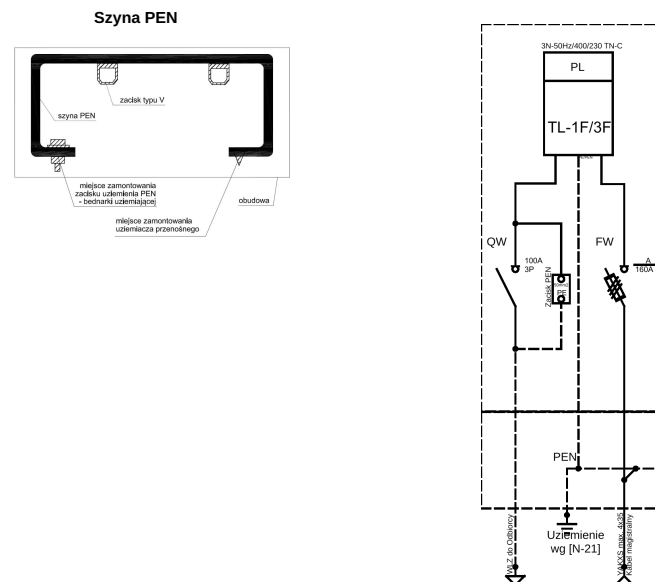 Szyna PEN
zacisk typu V
szyna PEN
miejsce zamontowania
zacisku uziemienia PEN
- bednarki uziemiającej
obudowa
miejsce zamontowania
uziemiacza przenośnego
3N-50Hz/400/230 TN-C
PL
TL-1F/3F
QW
100A
3P
Zacisk PEN
FW
A
160A
PEN
Uziemienie
wg [N-21]
WLZ do Odbiorcy
YAKXS max. 4x35
Kabel magistralny